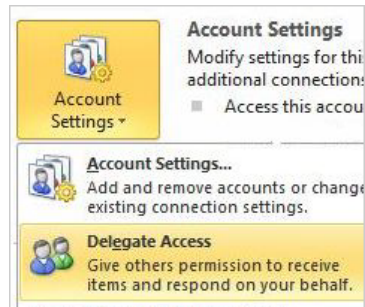 Account Settings
Modify settings for thi
additional connections
Access this accou
Account
Settings
Account Settings...
Add and remove accounts or change
existing connection settings.
Delegate Access
Give others permission to receive
items and respond on your behalf.